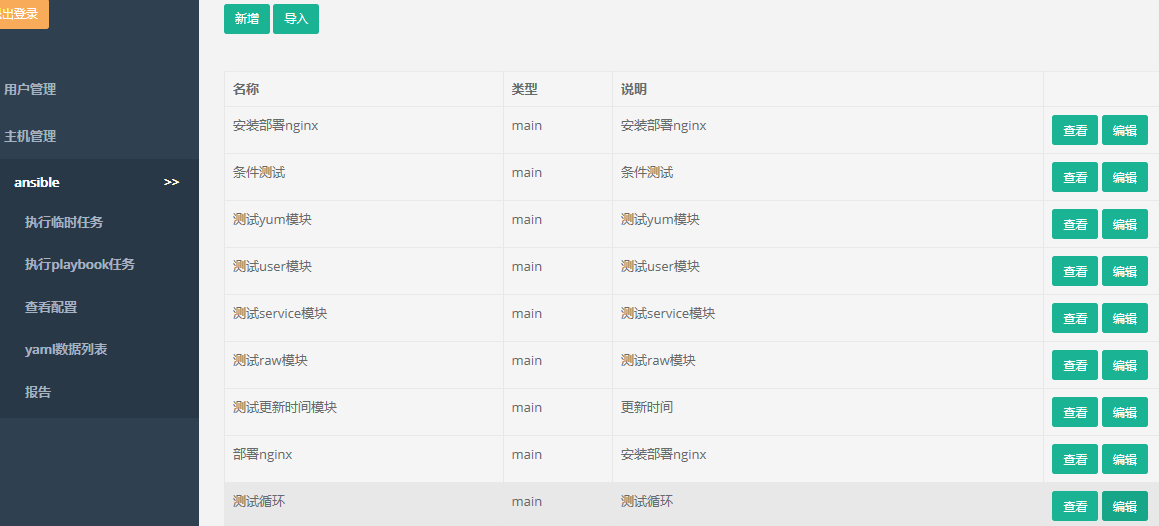 出登录
用户管理
主机管理
ansible >>
执行临时任务
执行playbook任务
查看配置
yaml数据列表
报告
新增 导入
名称 类型 说明
安装部署nginx main 安装部署nginx 查看 编辑
条件测试 main 条件测试 查看 编辑
测试yum模块 main 测试yum模块 查看 编辑
测试user模块 main 测试user模块 查看 编辑
测试service模块 main 测试service模块 查看 编辑
测试raw模块 main 测试raw模块 查看 编辑
测试更新时间模块 main 更新时间 查看 编辑
部署nginx main 安装部署nginx 查看 编辑
测试循环 main 测试循环 查看 编辑